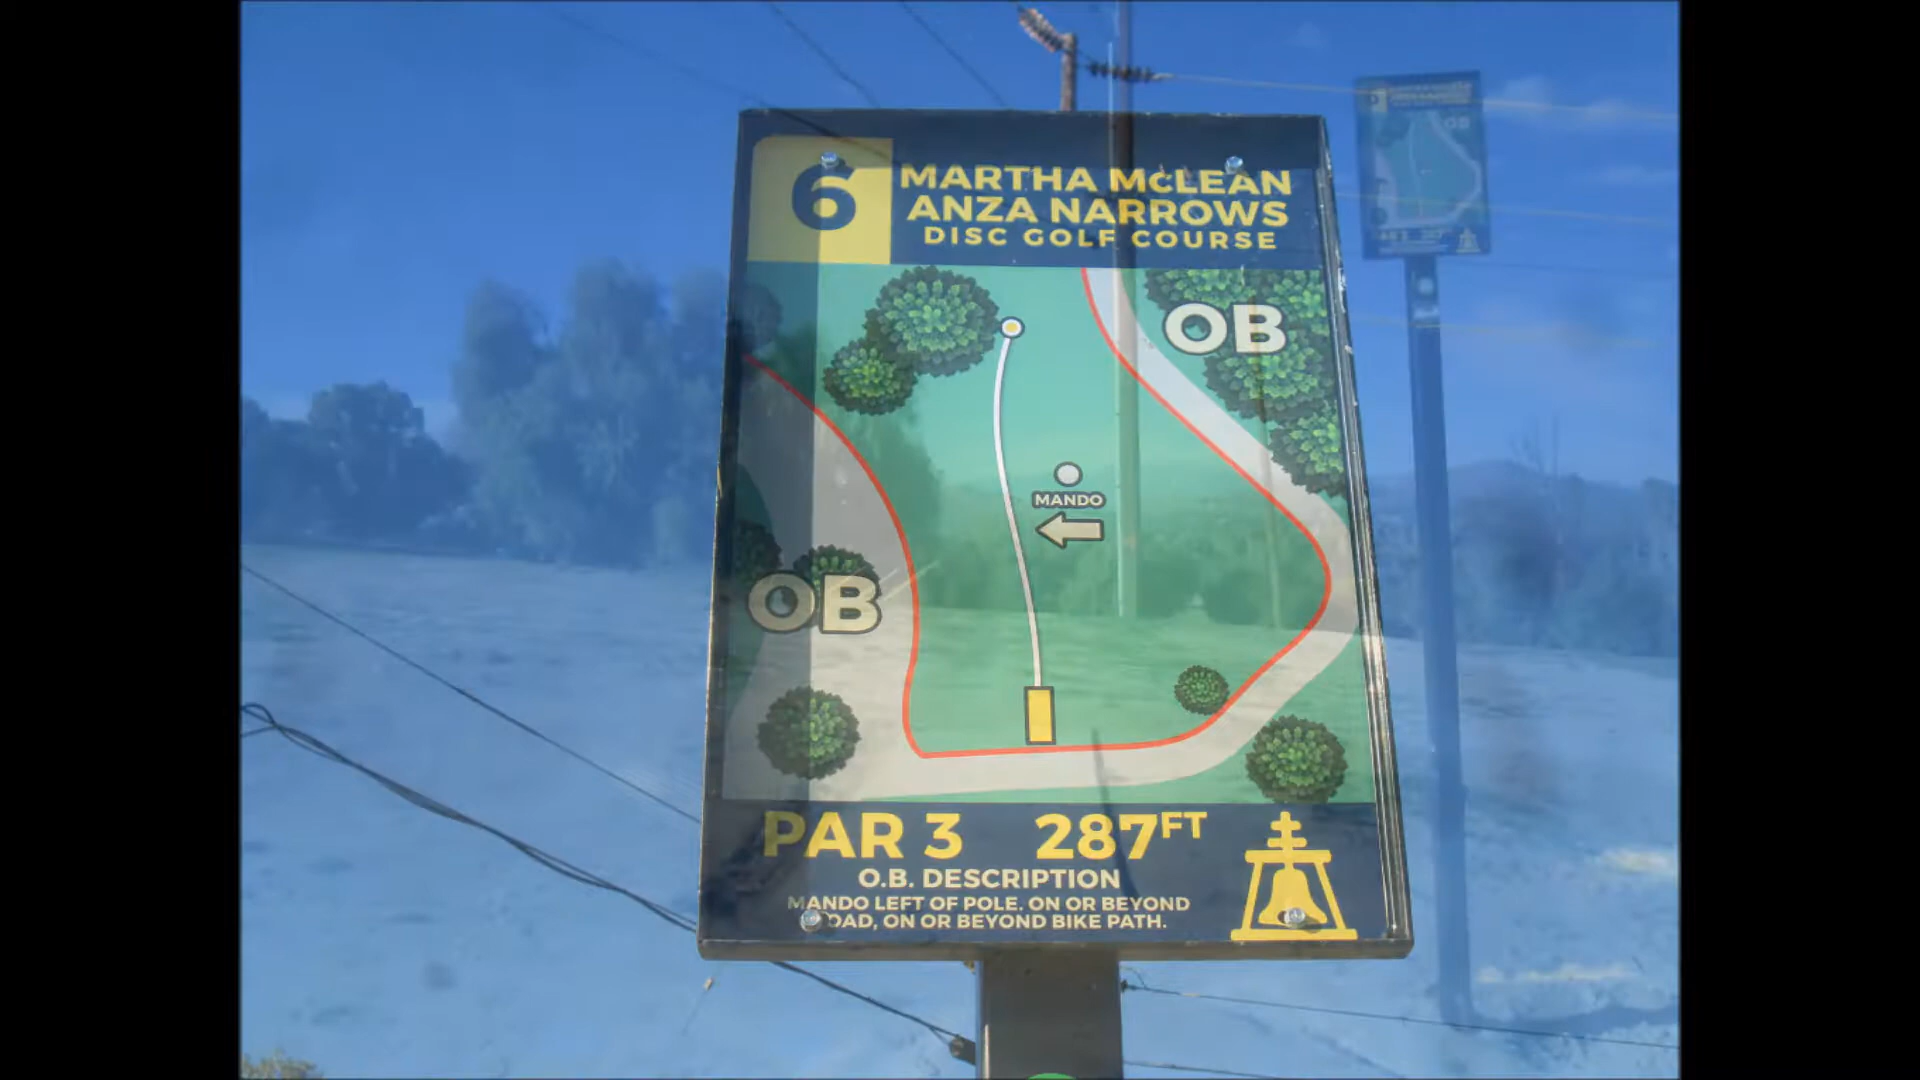 6
MARTHA McLEAN
ANZA NARROWS
DISC GOLF COURSE
OB
MANDO
OB
PAR 3 287FT
O.B. DESCRIPTION
MANDO LEFT OF POLE. ON OR BEYOND
ROAD, ON OR BEYOND BIKE PATH.